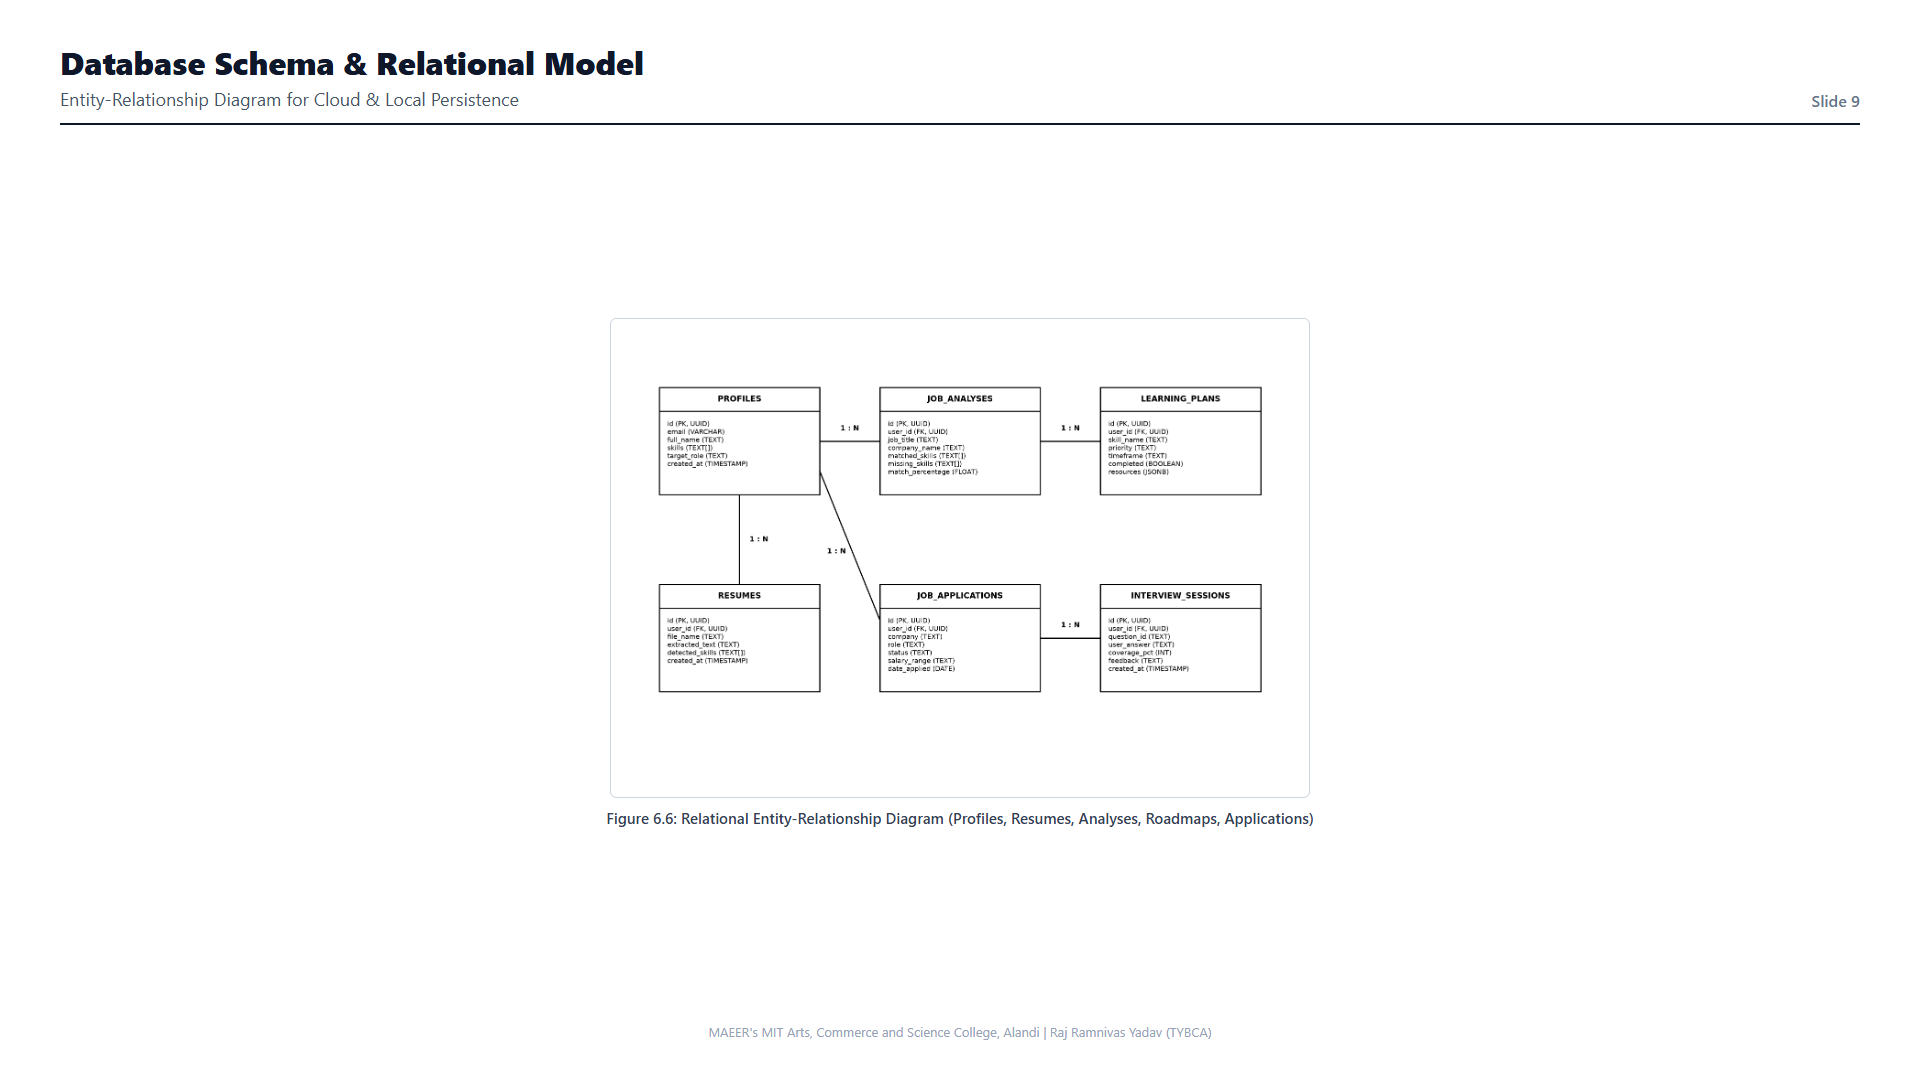 Database Schema & Relational Model
Entity-Relationship Diagram for Cloud & Local Persistence
Slide 9
PROFILES
id (PK, UUID)
email (VARCHAR)
full_name (TEXT)
skills (TEXT[])
target_role (TEXT)
created_at (TIMESTAMP)
1 : N
JOB_ANALYSES
id (PK, UUID)
user_id (FK, UUID)
job_title (TEXT)
company_name (TEXT)
matched_skills (TEXT[])
missing_skills (TEXT[])
match_percentage (FLOAT)
1 : N
LEARNING_PLANS
id (PK, UUID)
user_id (FK, UUID)
skill_name (TEXT)
priority (TEXT)
timeframe (TEXT)
completed (BOOLEAN)
resources (JSONB)
1 : N
1 : N
RESUMES
id (PK, UUID)
user_id (FK, UUID)
file_name (TEXT)
extracted_text (TEXT)
detected_skills (TEXT[])
created_at (TIMESTAMP)
JOB_APPLICATIONS
id (PK, UUID)
user_id (FK, UUID)
company (TEXT)
role (TEXT)
status (TEXT)
salary_range (TEXT)
date_applied (DATE)
1 : N
INTERVIEW_SESSIONS
id (PK, UUID)
user_id (FK, UUID)
question_id (TEXT)
user_answer (TEXT)
coverage_pct (INT)
feedback (TEXT)
created_at (TIMESTAMP)
Figure 6.6: Relational Entity-Relationship Diagram (Profiles, Resumes, Analyses, Roadmaps, Applications)
MAEER's MIT Arts, Commerce and Science College, Alandi | Raj Ramnivas Yadav (TYBCA)